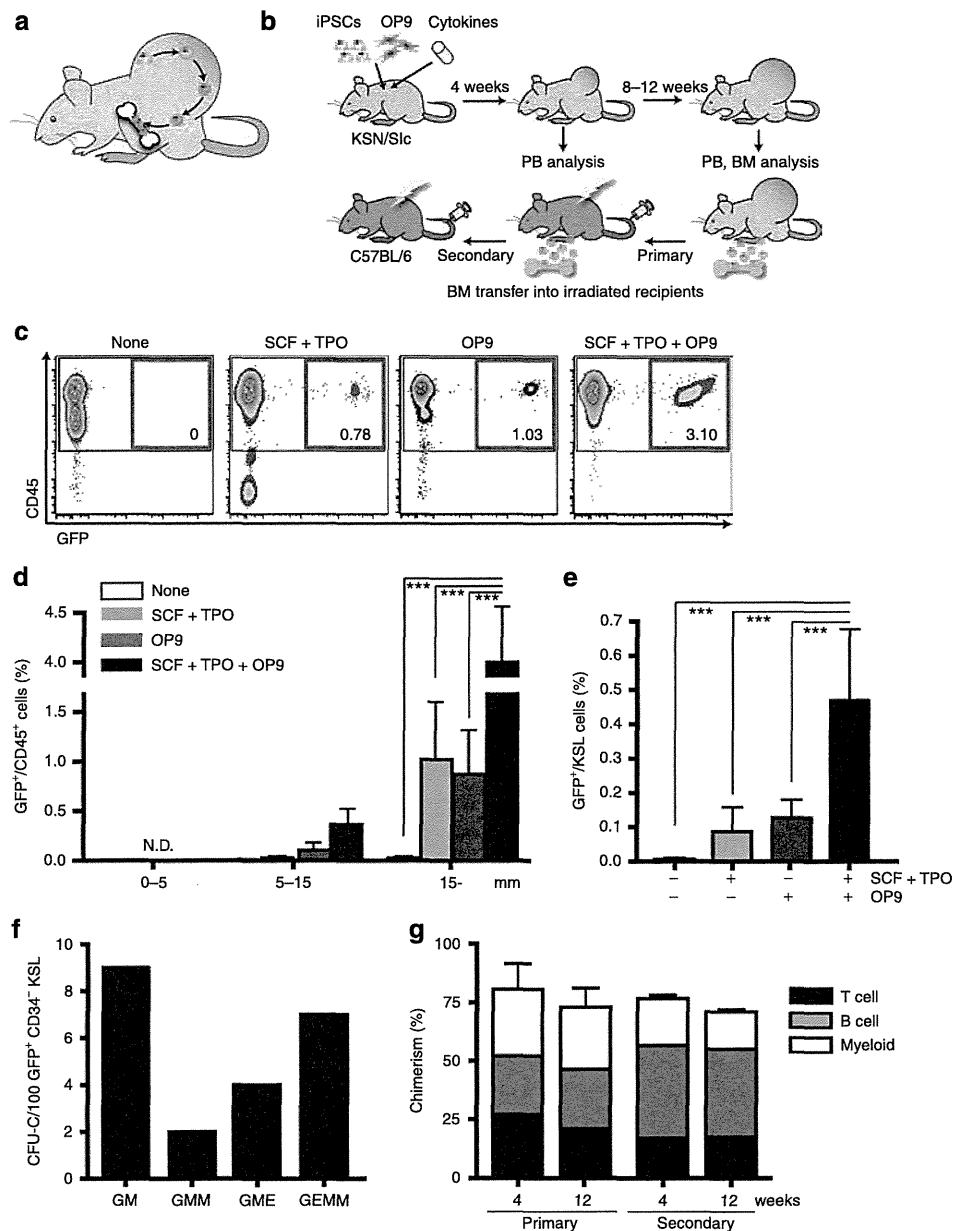 a
b
iPSCs OP9 Cytokines
4 weeks
8–12 weeks
KSN/Slc
PB analysis
PB, BM analysis
C57BL/6
Secondary
Primary
BM transfer into irradiated recipients
c
None
SCF + TPO
OP9
SCF + TPO + OP9
0
0.78
1.03
3.10
CD45
GFP
d
None
SCF + TPO
OP9
SCF + TPO + OP9
GFP⁺/CD45⁺ cells (%)
4.5
4.0
1.0
0.5
0.0
N.D.
*** *** ***
0–5 5–15 15- mm
e
GFP⁺/KSL cells (%)
0.7
0.6
0.5
0.4
0.3
0.2
0.1
0.0
*** *** ***
– + – + SCF + TPO
– – + + OP9
f
CFU-C/100 GFP⁺ CD34⁻ KSL
10
8
6
4
2
0
GM GMM GME GEMM
g
Chimerism (%)
100
75
50
25
0
T cell
B cell
Myeloid
4 12 4 12 weeks
Primary Secondary